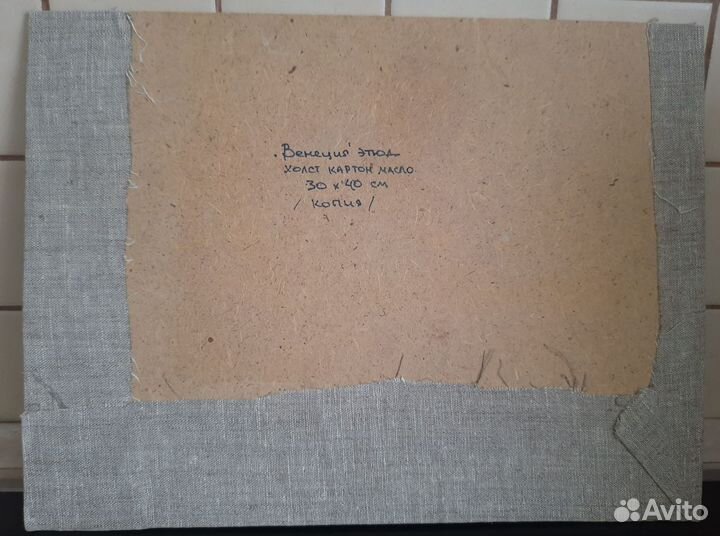 Венеция этюд
холст картон масло
30 х 40 см
/ копия /
Avito